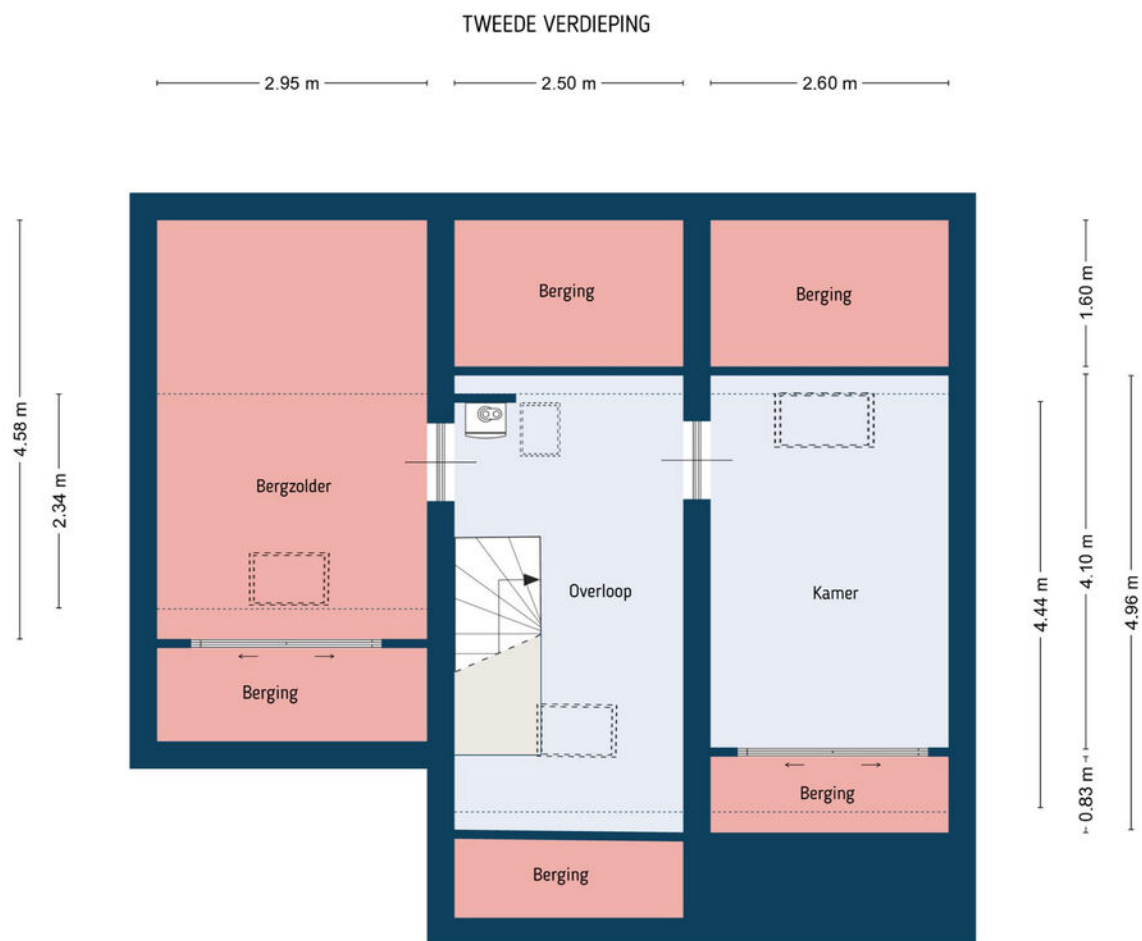 TWEEDE VERDIEPING
2.95 m
2.50 m
2.60 m
Berging
Berging
1.60 m
4.58 m
2.34 m
Bergzolder
Overloop
Kamer
4.44 m
4.10 m
4.96 m
Berging
Berging
0.83 m
Berging